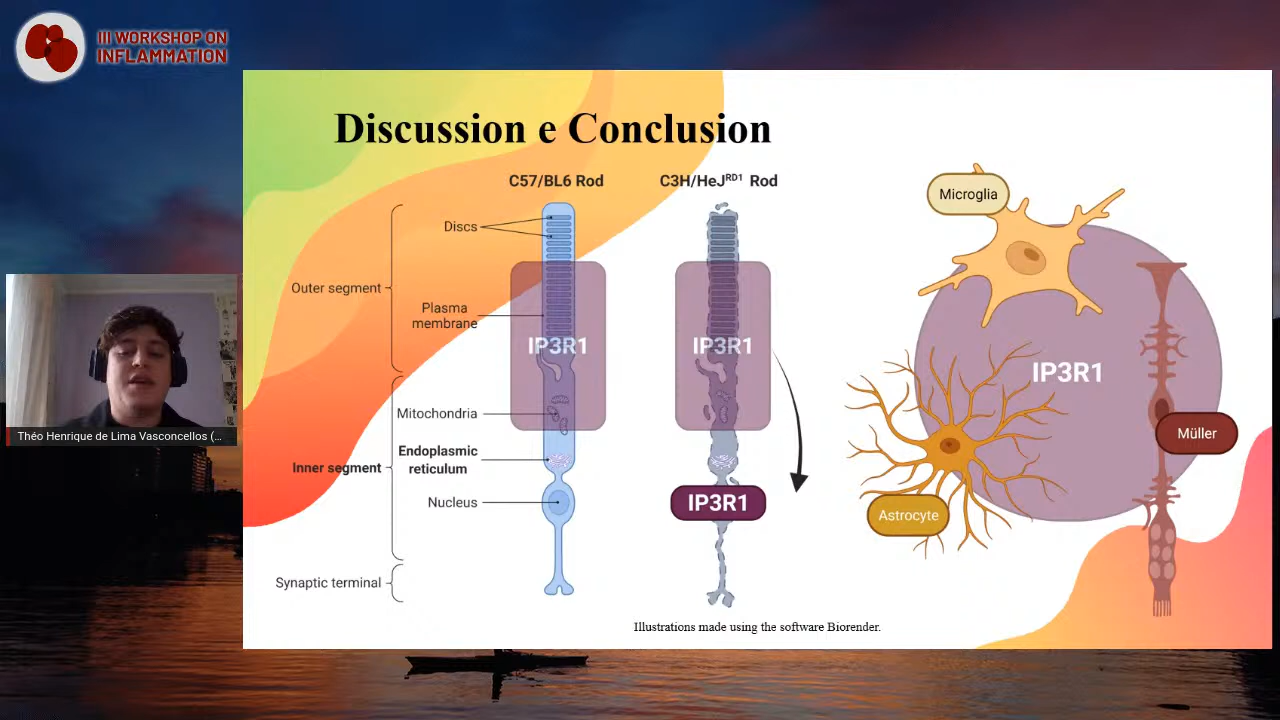 III WORKSHOP ON
INFLAMMATION
Discussion e Conclusion
C57/BL6 Rod
C3H/HeJRD1 Rod
Discs
Outer segment
Plasma
membrane
IP3R1
IP3R1
Mitochondria
Endoplasmic
reticulum
Inner segment
Nucleus
IP3R1
Synaptic terminal
Microglia
IP3R1
Müller
Astrocyte
Illustrations made using the software Biorender.
Théo Henrique de Lima Vasconcellos (...